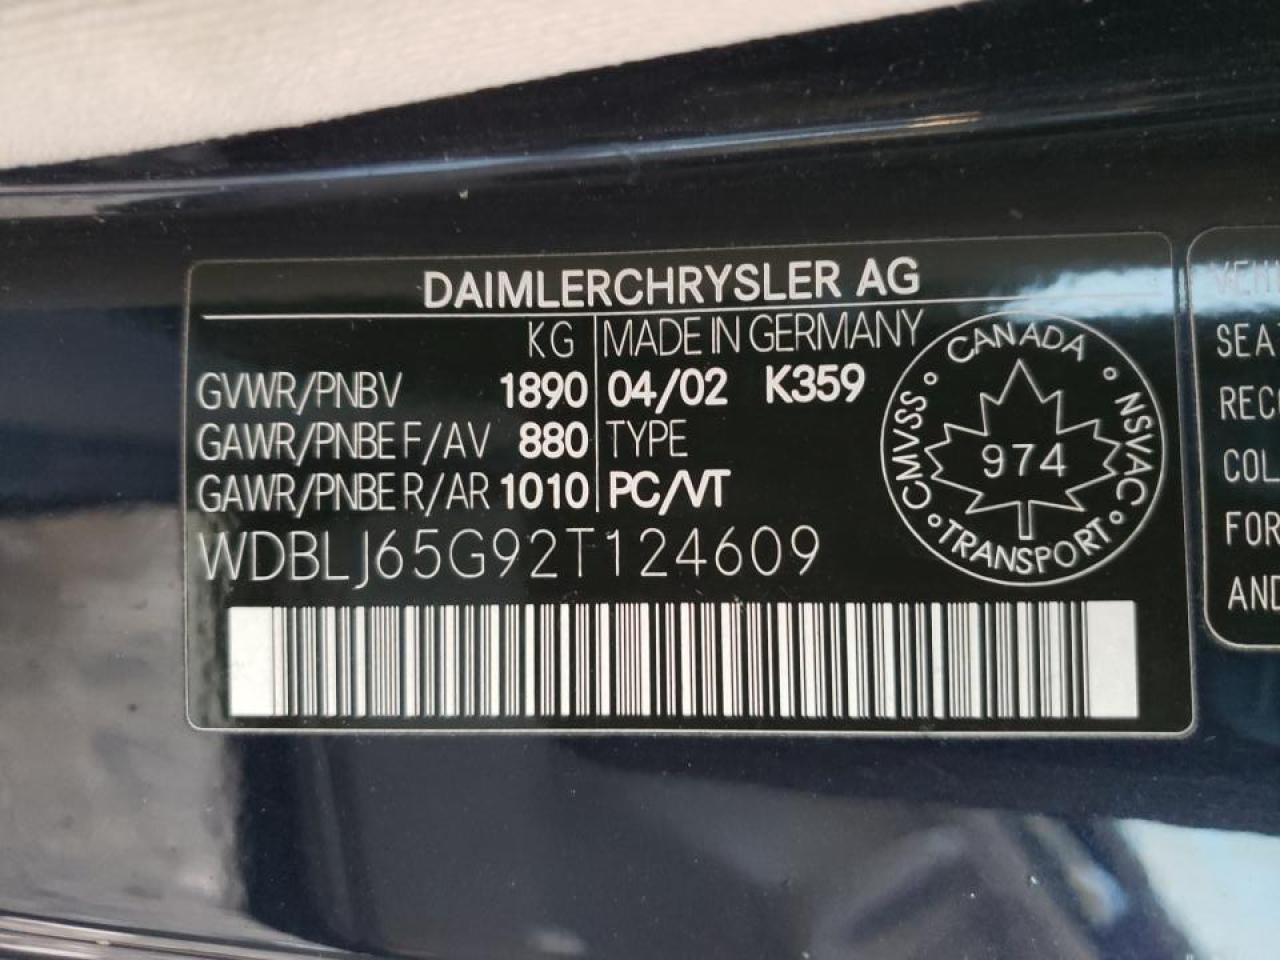 DAIMLERCHRYSLER AG
KG MADE IN GERMANY
GVWR/PNBV 1890 04/02 K359
GAWR/PNBE F/AV 880 TYPE
GAWR/PNBE R/AR 1010 PC/VT
WDBLJ65G92T124609
CANADA
CMVSS NSVAC
974
TRANSPORT
SEA
REC
COL
FOR
AND